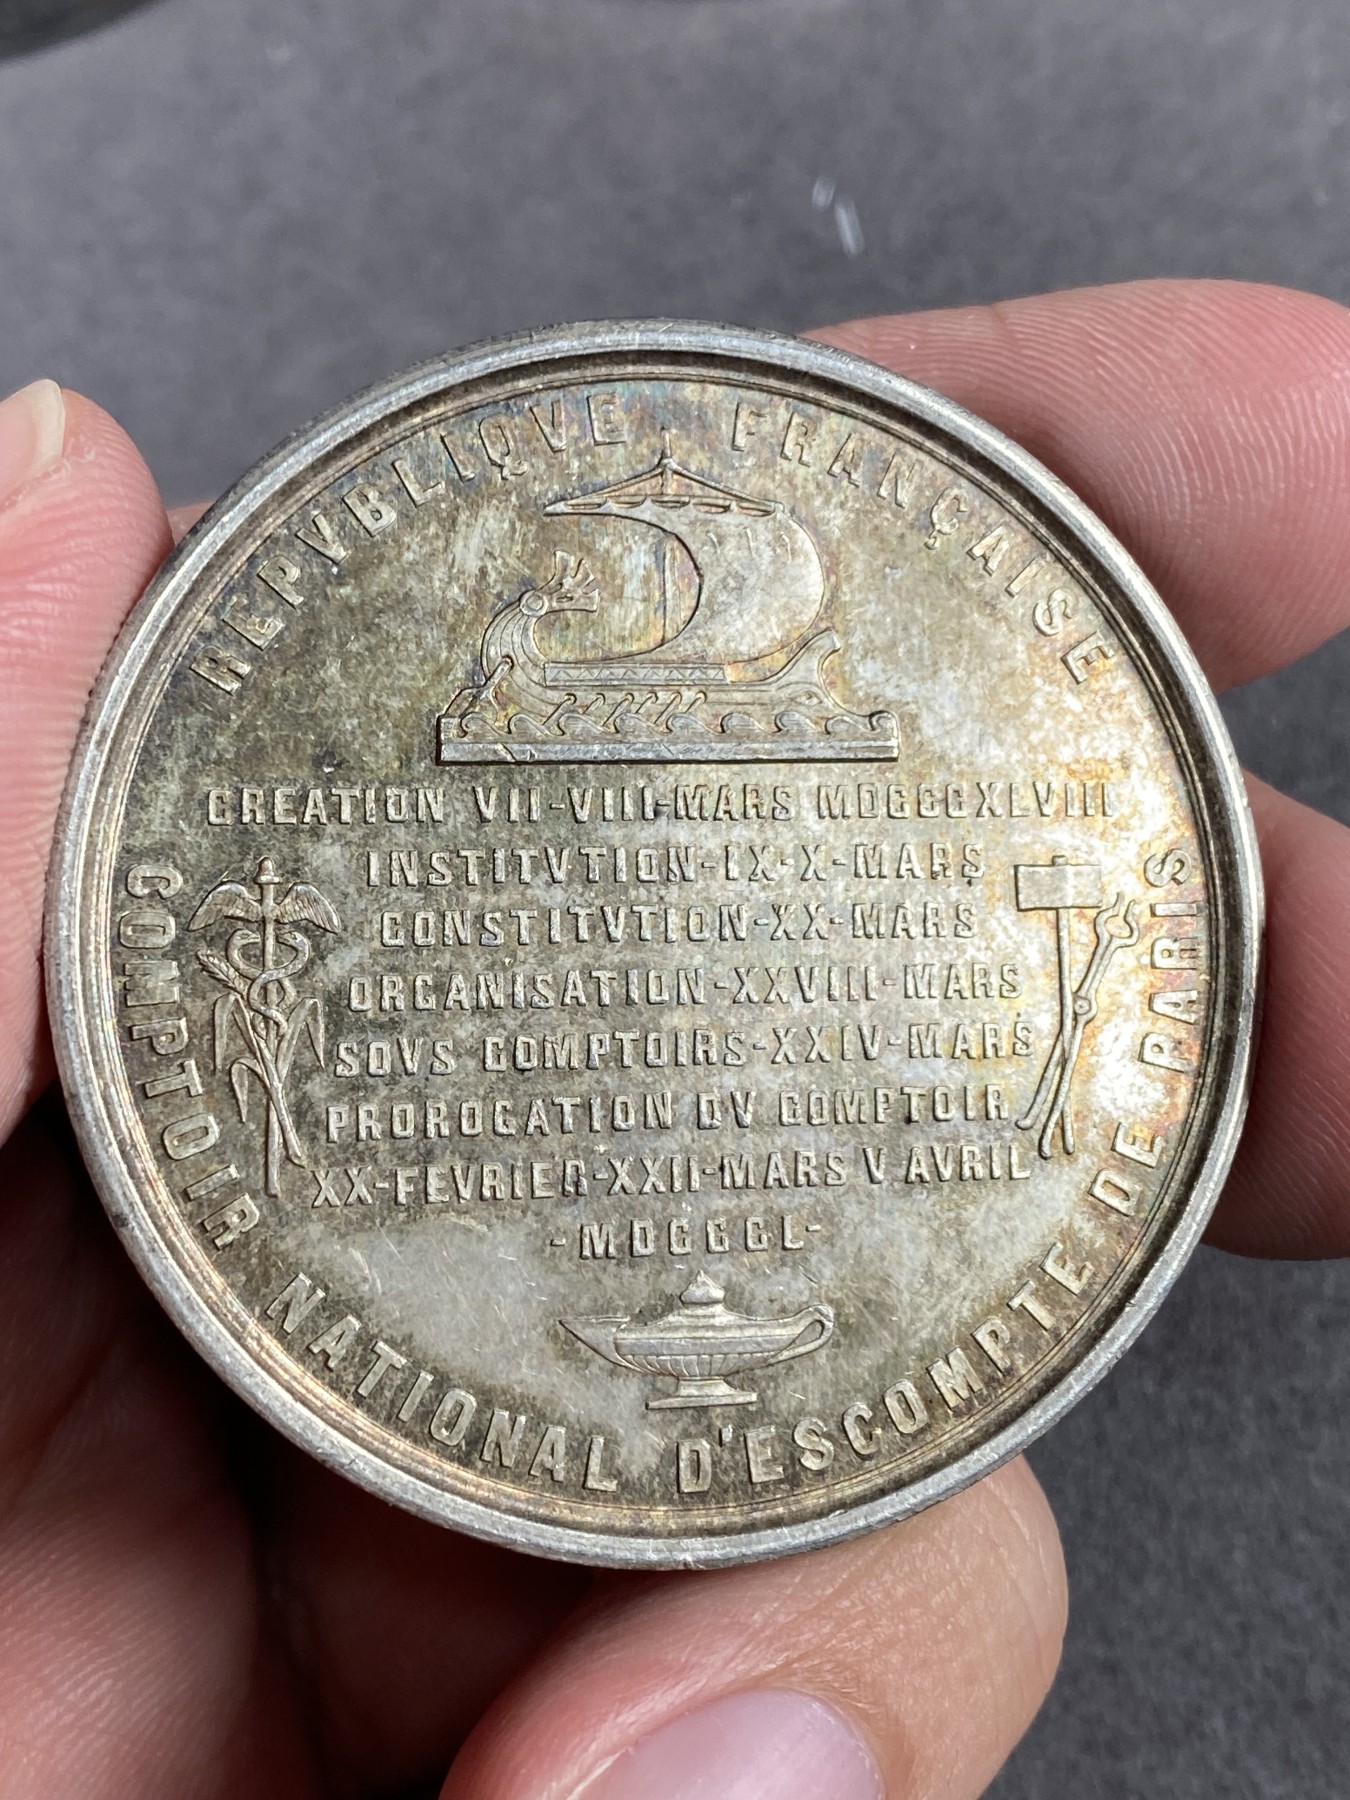 REPVBLIQVE FRANÇAISE
CREATION VII-VIII-MARS MDCCCXLVIII
INSTITVTION-IX-X-MARS
CONSTITVTION-XX-MARS
ORGANISATION-XXVIII-MARS
SOVS COMPTOIRS-XXIV-MARS
PROROGATION DV COMPTOIR
XX-FEVRIER-XXII-MARS V AVRIL
-MDCCCL-
COMPTOIR NATIONAL D'ESCOMPTE DE PARIS